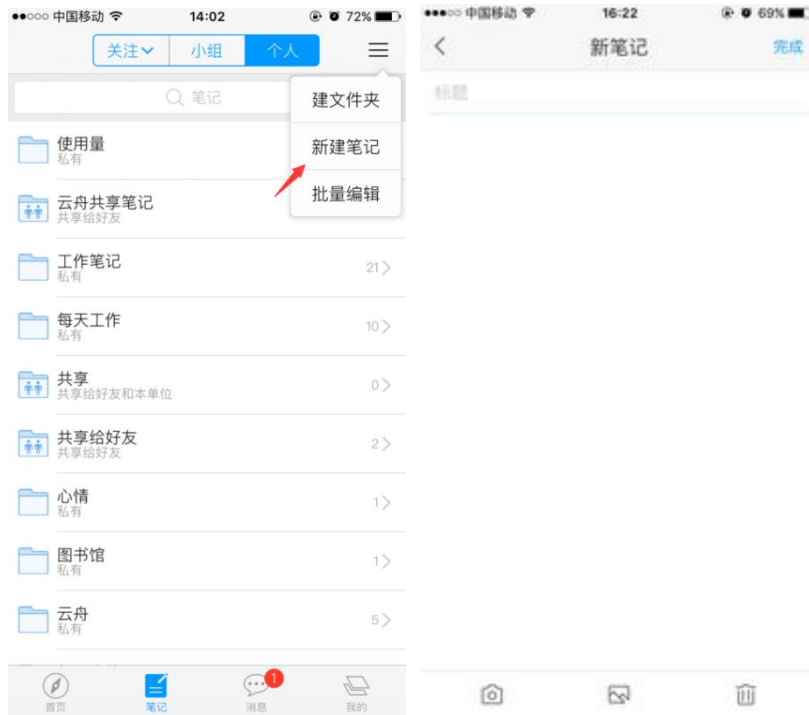 中国移动 14:02 72%
关注 小组 个人
笔记
建文件夹
新建笔记
批量编辑
使用量
私有
云舟共享笔记
共享给好友
工作笔记
私有
21
每天工作
私有
10
共享
共享给好友和本单位
0
共享给好友
共享给好友
2
心情
私有
1
图书馆
私有
1
云舟
私有
5
1
首页 笔记 消息 我的
中国移动 16:22 69%
新笔记 完成
标题